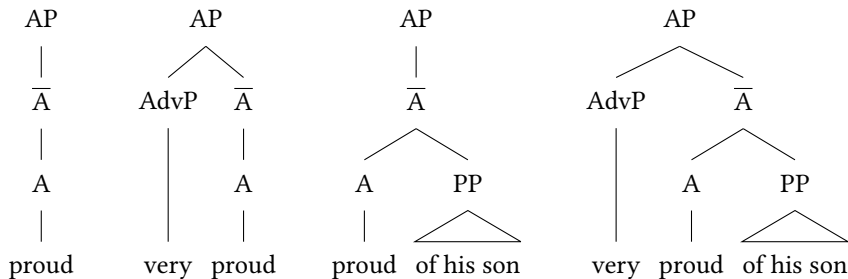 AP AP AP AP
A̅ AdvP A̅ A̅ AdvP A̅
A A A PP A PP
proud very proud proud of his son very proud of his son